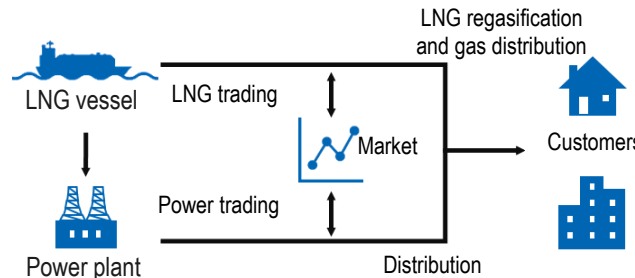 LNG regasification
and gas distribution
LNG vessel
LNG trading
Market
Customers
Power trading
Power plant
Distribution